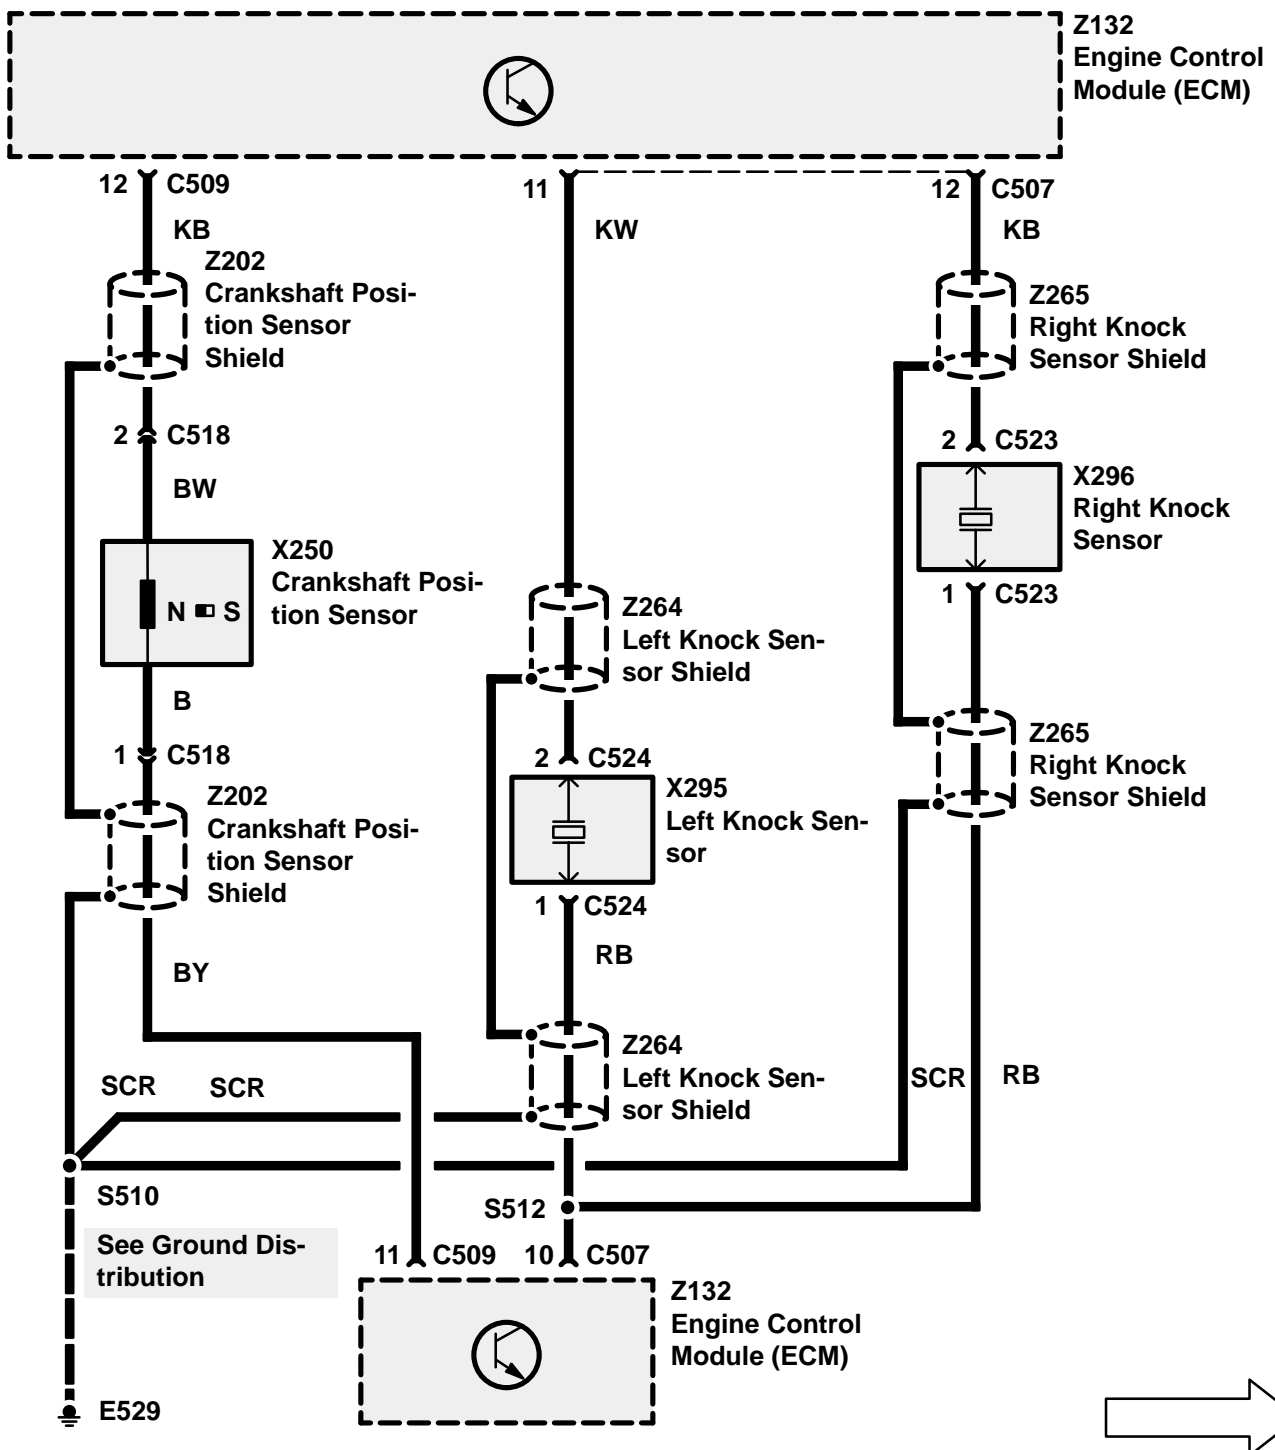 Z132
Engine Control
Module (ECM)
12 C509
11
12 C507
KB
KW
KB
Z202
Crankshaft Posi-
tion Sensor
Shield
Z265
Right Knock
Sensor Shield
2 C518
2 C523
BW
X296
Right Knock
Sensor
X250
Crankshaft Posi-
tion Sensor
N S
1 C523
Z264
Left Knock Sen-
sor Shield
B
1 C518
2 C524
Z265
Right Knock
Sensor Shield
Z202
Crankshaft Posi-
tion Sensor
Shield
X295
Left Knock Sen-
sor
1 C524
RB
BY
Z264
Left Knock Sen-
sor Shield
SCR
SCR
SCR
RB
S510
S512
See Ground Dis-
tribution
11 C509
10 C507
Z132
Engine Control
Module (ECM)
E529